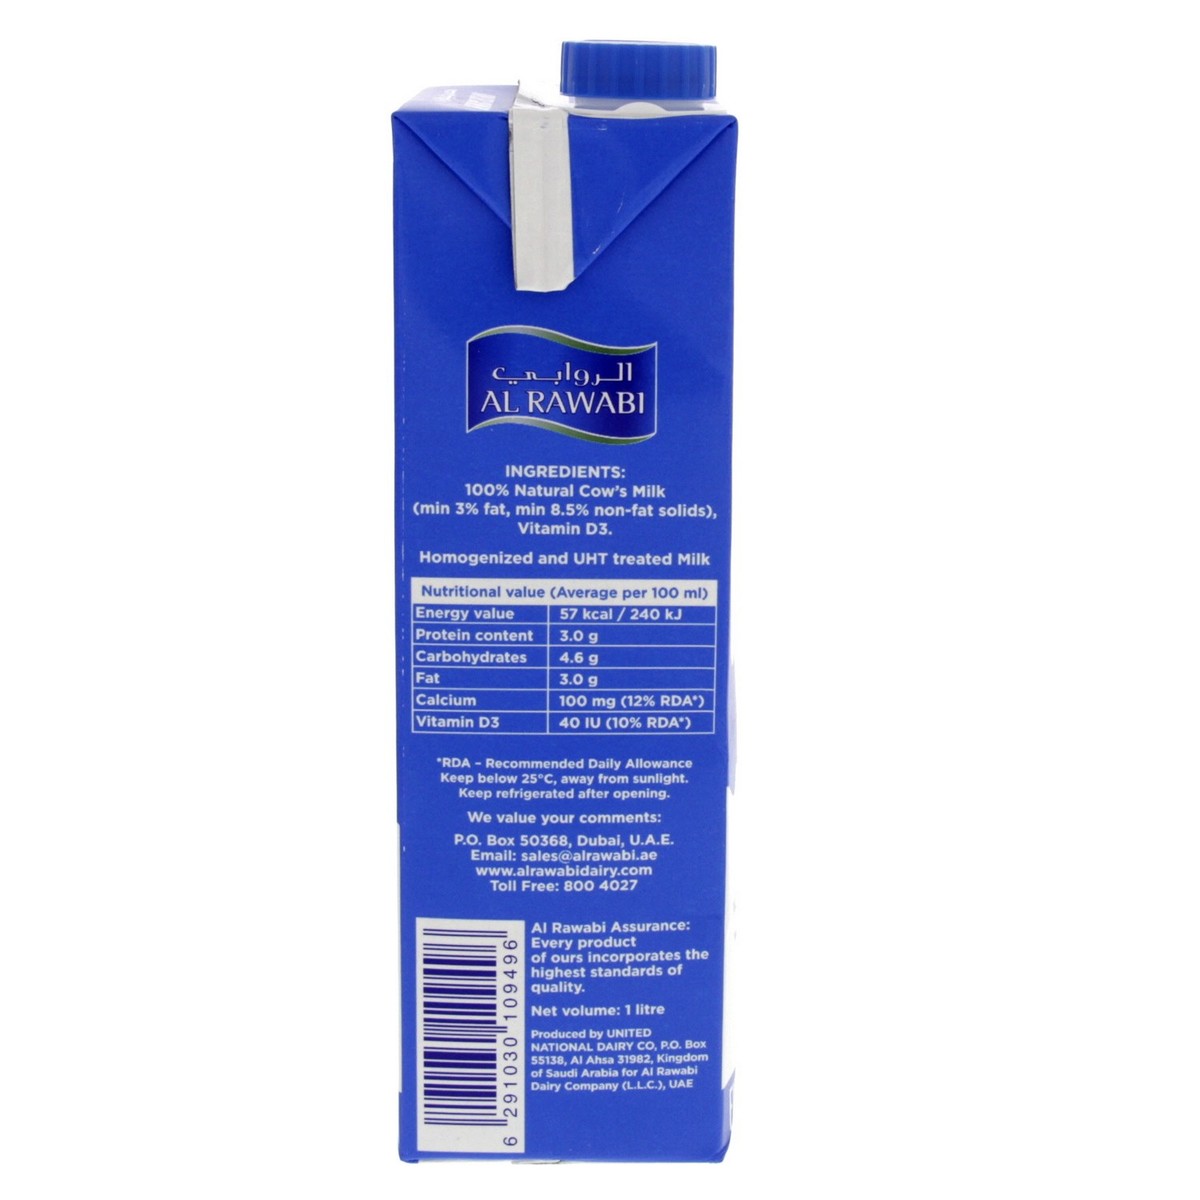 الروابي
AL RAWABI
INGREDIENTS:
100% Natural Cow's Milk
(min 3% fat, min 8.5% non-fat solids),
Vitamin D3.
Homogenized and UHT treated Milk
Nutritional value (Average per 100 ml)
Energy value 57 kcal / 240 kJ
Protein content 3.0 g
Carbohydrates 4.6 g
Fat 3.0 g
Calcium 100 mg (12% RDA*)
Vitamin D3 40 IU (10% RDA*)
*RDA – Recommended Daily Allowance
Keep below 25°C, away from sunlight.
Keep refrigerated after opening.
We value your comments:
P.O. Box 50368, Dubai, U.A.E.
Email: sales@alrawabi.ae
www.alrawabidairy.com
Toll Free: 800 4027
Al Rawabi Assurance:
Every product
of ours incorporates the
highest standards of
quality.
Net volume: 1 litre
Produced by UNITED
NATIONAL DAIRY CO, P.O. Box
55138, Al Ahsa 31982, Kingdom
of Saudi Arabia for Al Rawabi
Dairy Company (L.L.C.), UAE
6 291030 109496